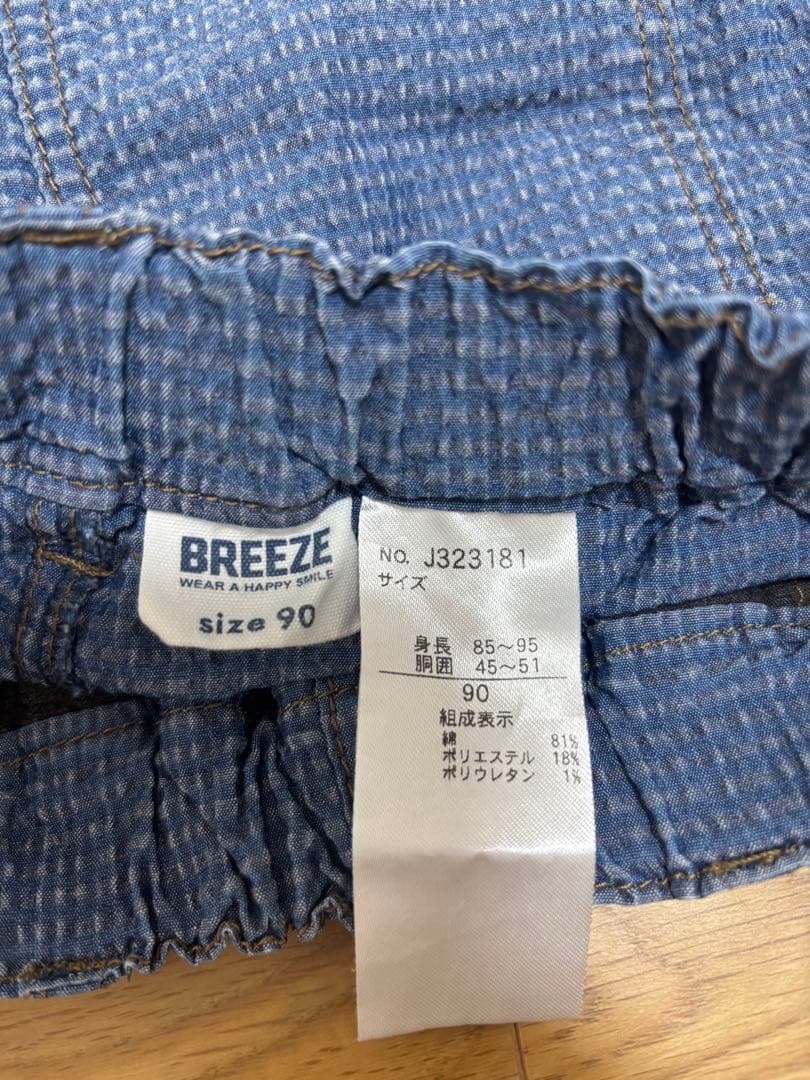 BREEZE
WEAR A HAPPY SMILE
size 90
NO. J323181
サイズ
身長 85〜95
胴囲 45〜51
90
組成表示
綿 81%
ポリエステル 18%
ポリウレタン 1%